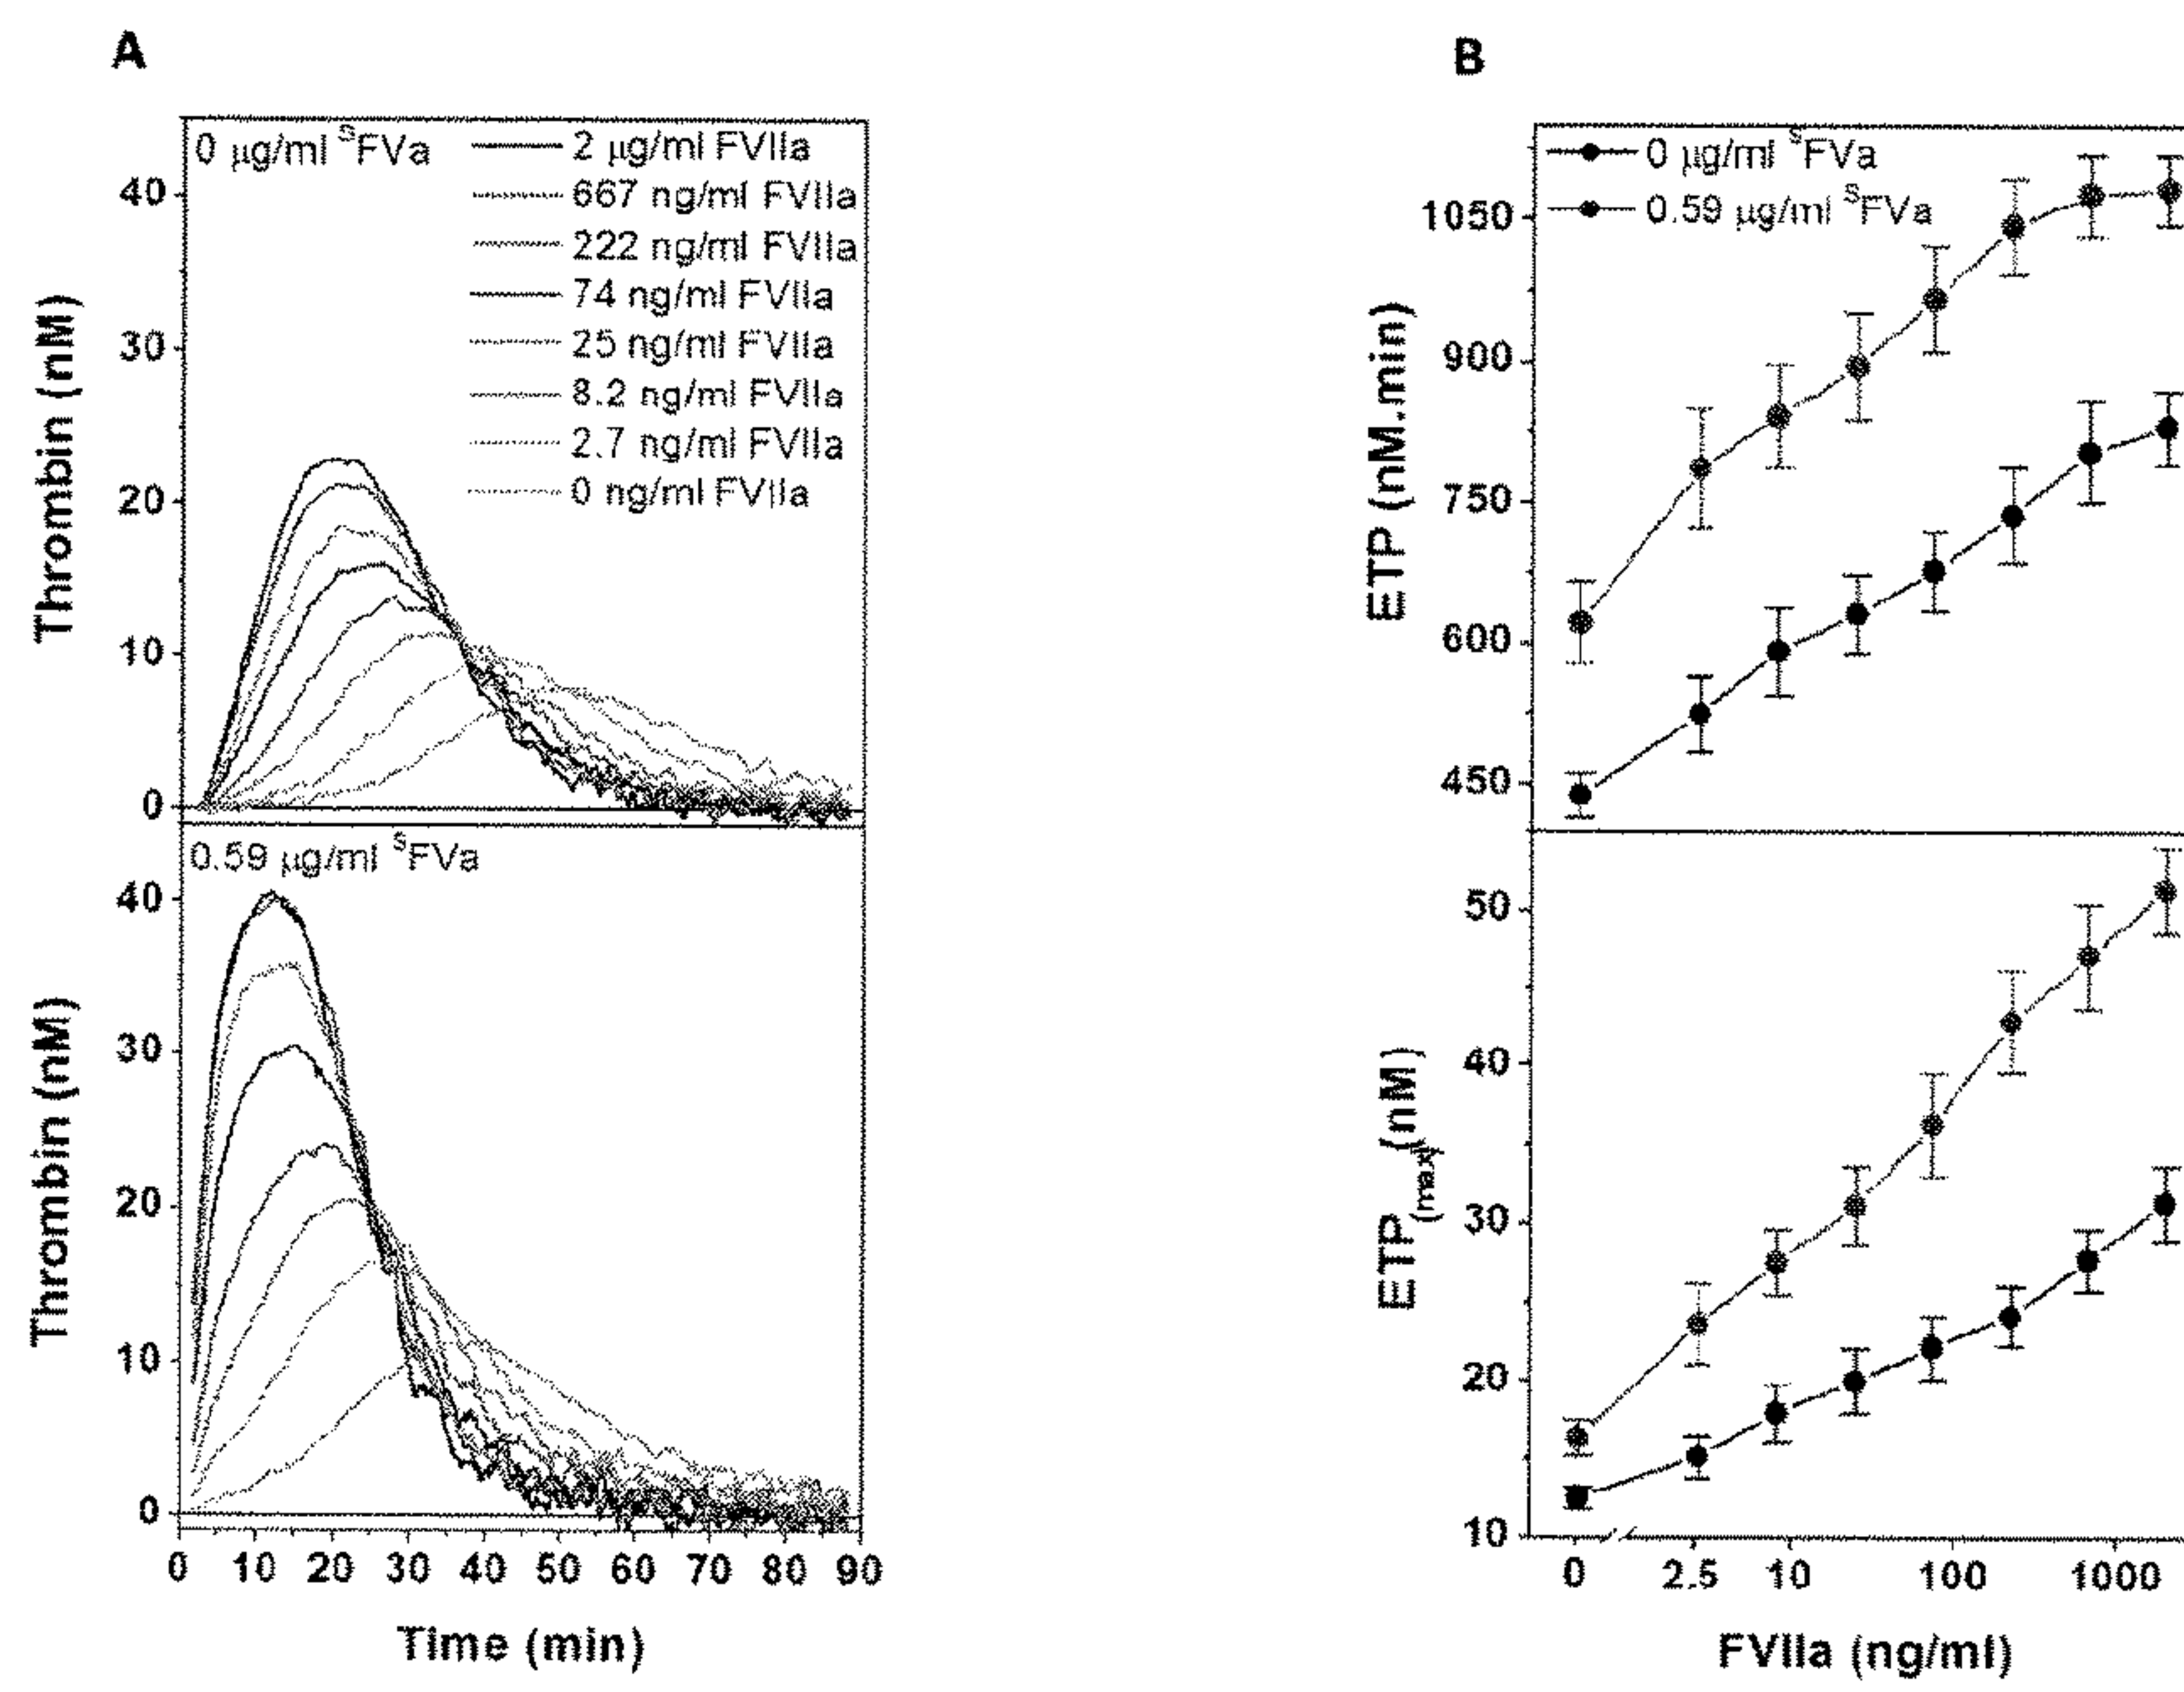 A
0 μg/ml SFVa
2 μg/ml FVIIa
667 ng/ml FVIIa
222 ng/ml FVIIa
74 ng/ml FVIIa
25 ng/ml FVIIa
8.2 ng/ml FVIIa
2.7 ng/ml FVIIa
0 ng/ml FVIIa
Thrombin (nM)
40
30
20
10
0
0.59 μg/ml SFVa
Thrombin (nM)
40
30
20
10
0
0 10 20 30 40 50 60 70 80 90
Time (min)
B
0 μg/ml SFVa
0.59 μg/ml SFVa
ETP (nM.min)
1050
900
750
600
450
ETP(max)(nM)
50
40
30
20
10
0 2.5 10 100 1000
FVIIa (ng/ml)